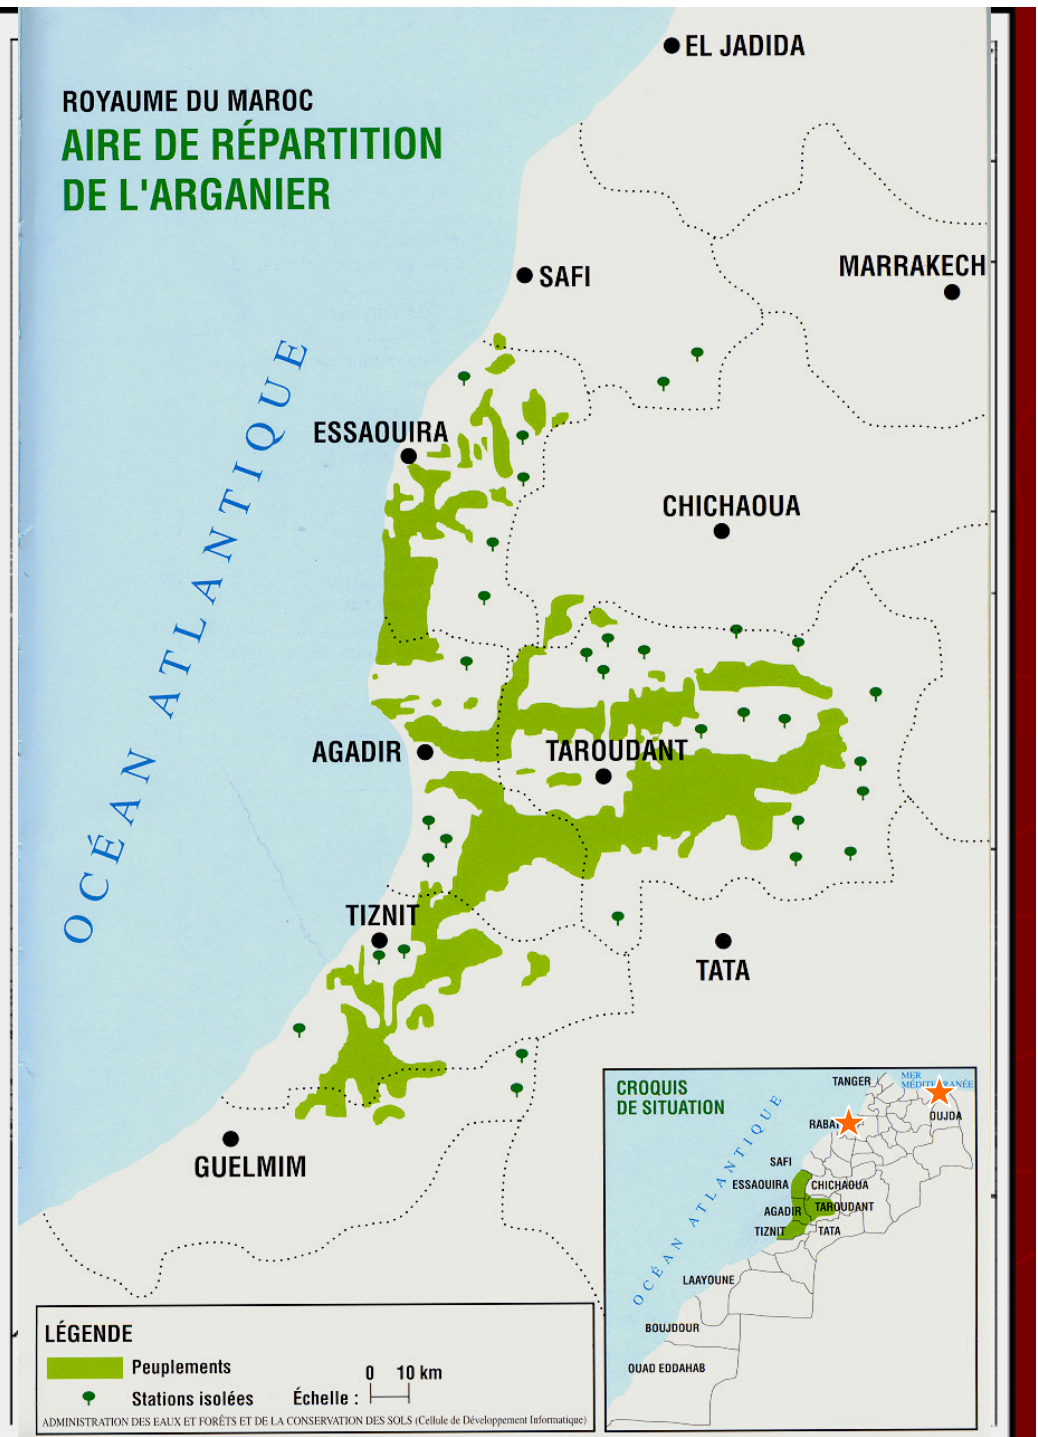 EL JADIDA
ROYAUME DU MAROC
AIRE DE RÉPARTITION
DE L'ARGANIER
SAFI
MARRAKECH
OCÉAN ATLANTIQUE
ESSAOUIRA
CHICHAOUA
AGADIR
TAROUDANT
TIZNIT
TATA
GUELMIM
CROQUIS
DE SITUATION
TANGER
MER
MÉDITERRANÉE
OUJDA
OCÉAN ATLANTIQUE
SAFI
ESSAOUIRA
CHICHAOUA
AGADIR
TAROUDANT
TIZNIT
TATA
LAAYOUNE
BOUJDOUR
OUAD EDDAHAB
LÉGENDE
Peuplements
Stations isolées
Échelle :
0 10 km
ADMINISTRATION DES EAUX ET FORÊTS ET DE LA CONSERVATION DES SOLS (Cellule de Développement Informatique)